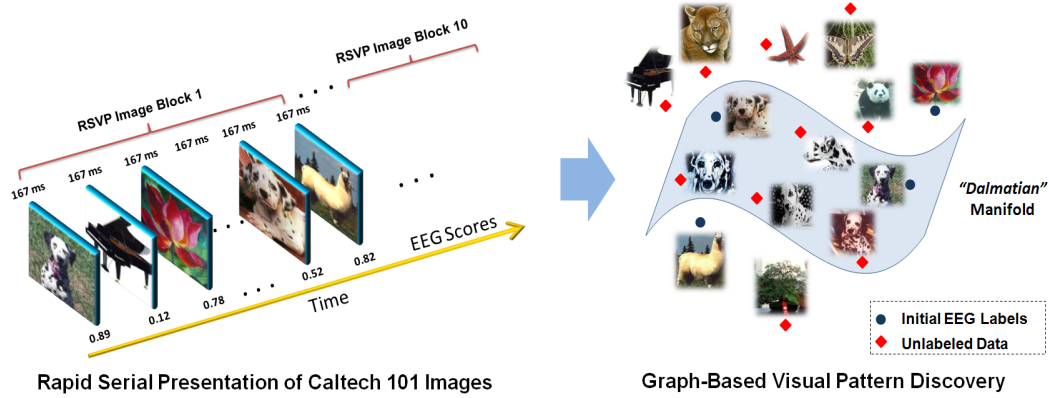 RSVP Image Block 10
RSVP Image Block 1
167 ms
167 ms
167 ms
167 ms
167 ms
167 ms
0.89
0.12
0.78
0.52
0.82
EEG Scores
Time
Rapid Serial Presentation of Caltech 101 Images
“Dalmatian”
Manifold
Initial EEG Labels
Unlabeled Data
Graph-Based Visual Pattern Discovery